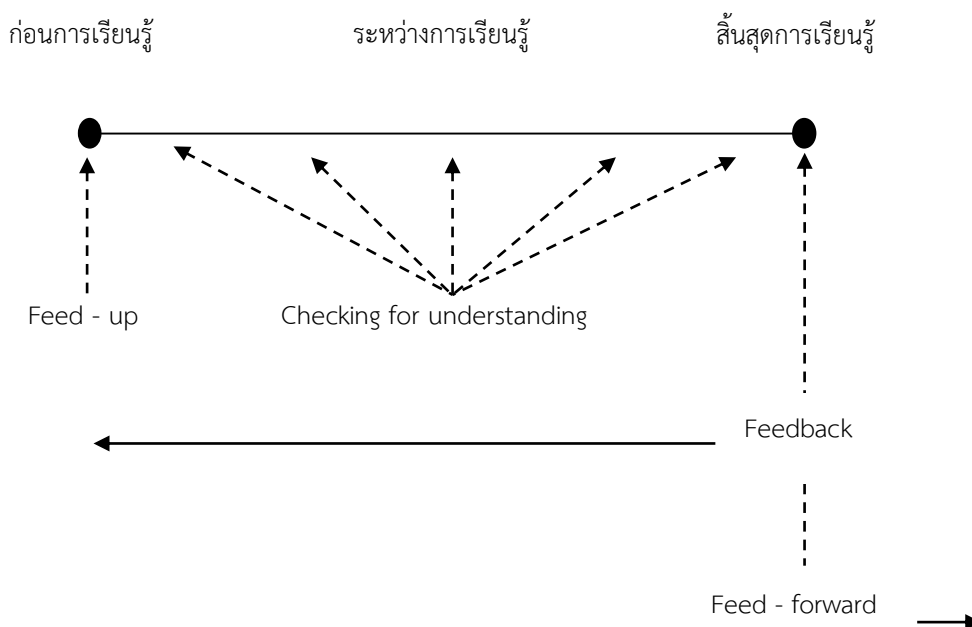 ก่อนการเรียนรู้ ระหว่างการเรียนรู้ สิ้นสุดการเรียนรู้
Feed - up Checking for understanding
Feedback
Feed - forward